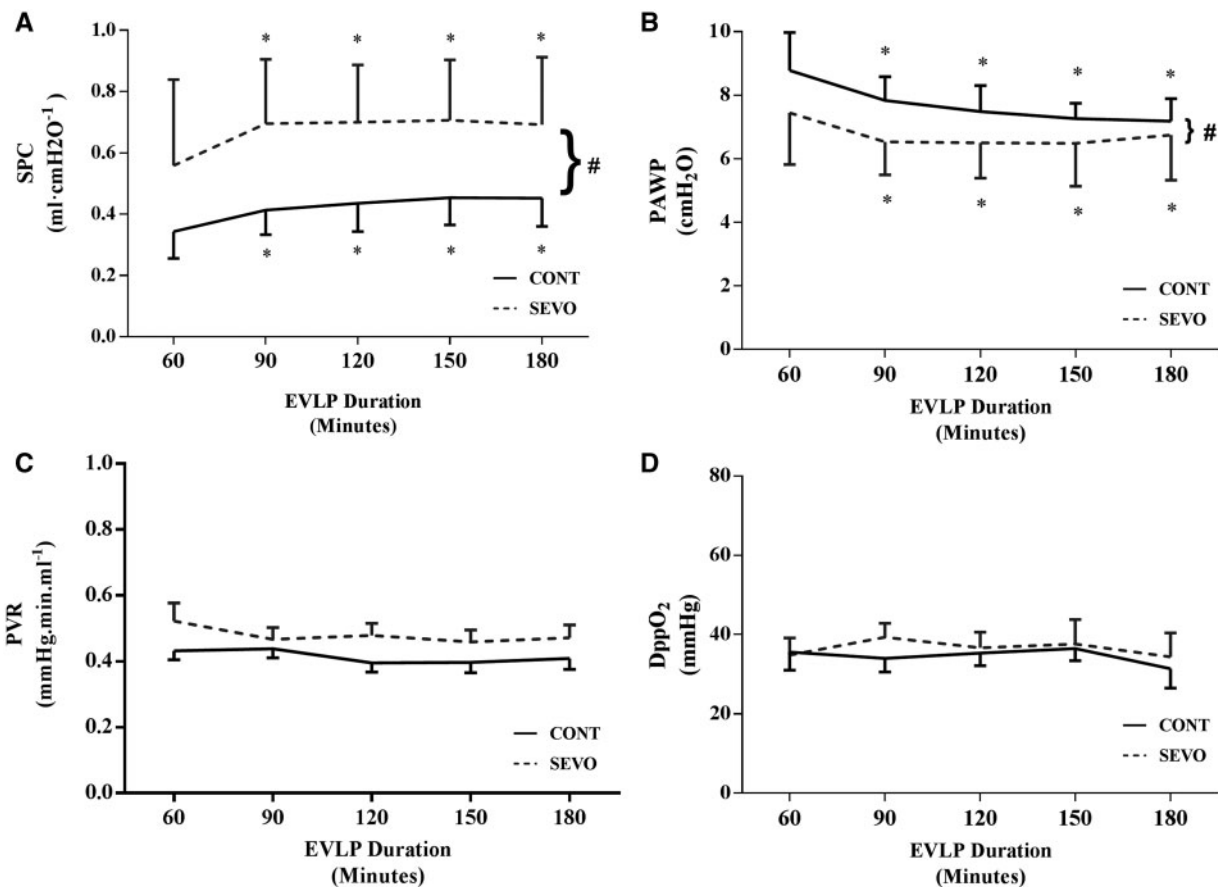 A
SPC
(ml·cmH2O⁻¹)
1.0
0.8
0.6
0.4
0.2
0.0
* * * *
#
* * * *
CONT
SEVO
60 90 120 150 180
EVLP Duration
(Minutes)
B
PAWP
(cmH₂O)
10
8
6
4
2
0
* * * *
#
* * * *
CONT
SEVO
60 90 120 150 180
EVLP Duration
(Minutes)
C
PVR
(mmHg.min.ml⁻¹)
1.0
0.8
0.6
0.4
0.2
0.0
CONT
SEVO
60 90 120 150 180
EVLP Duration
(Minutes)
D
DppO₂
(mmHg)
80
60
40
20
0
CONT
SEVO
60 90 120 150 180
EVLP Duration
(Minutes)